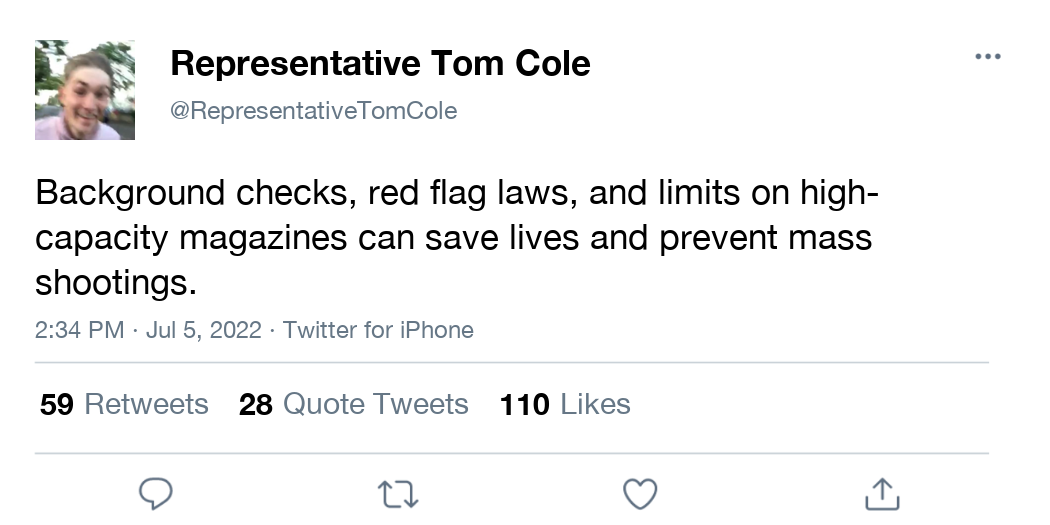 Representative Tom Cole
@RepresentativeTomCole
Background checks, red flag laws, and limits on high-
capacity magazines can save lives and prevent mass
shootings.
2:34 PM · Jul 5, 2022 · Twitter for iPhone
59 Retweets 28 Quote Tweets 110 Likes